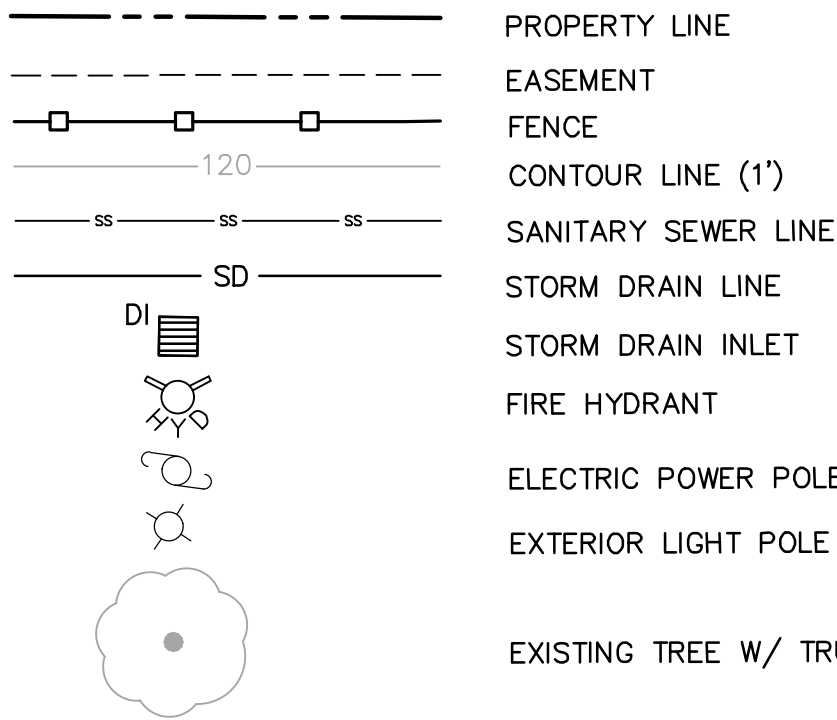 PROPERTY LINE
EASEMENT
FENCE
120 CONTOUR LINE (1')
SS SS SS SANITARY SEWER LINE
SD STORM DRAIN LINE
DI STORM DRAIN INLET
HYD FIRE HYDRANT
ELECTRIC POWER POLE
EXTERIOR LIGHT POLE
EXISTING TREE W/